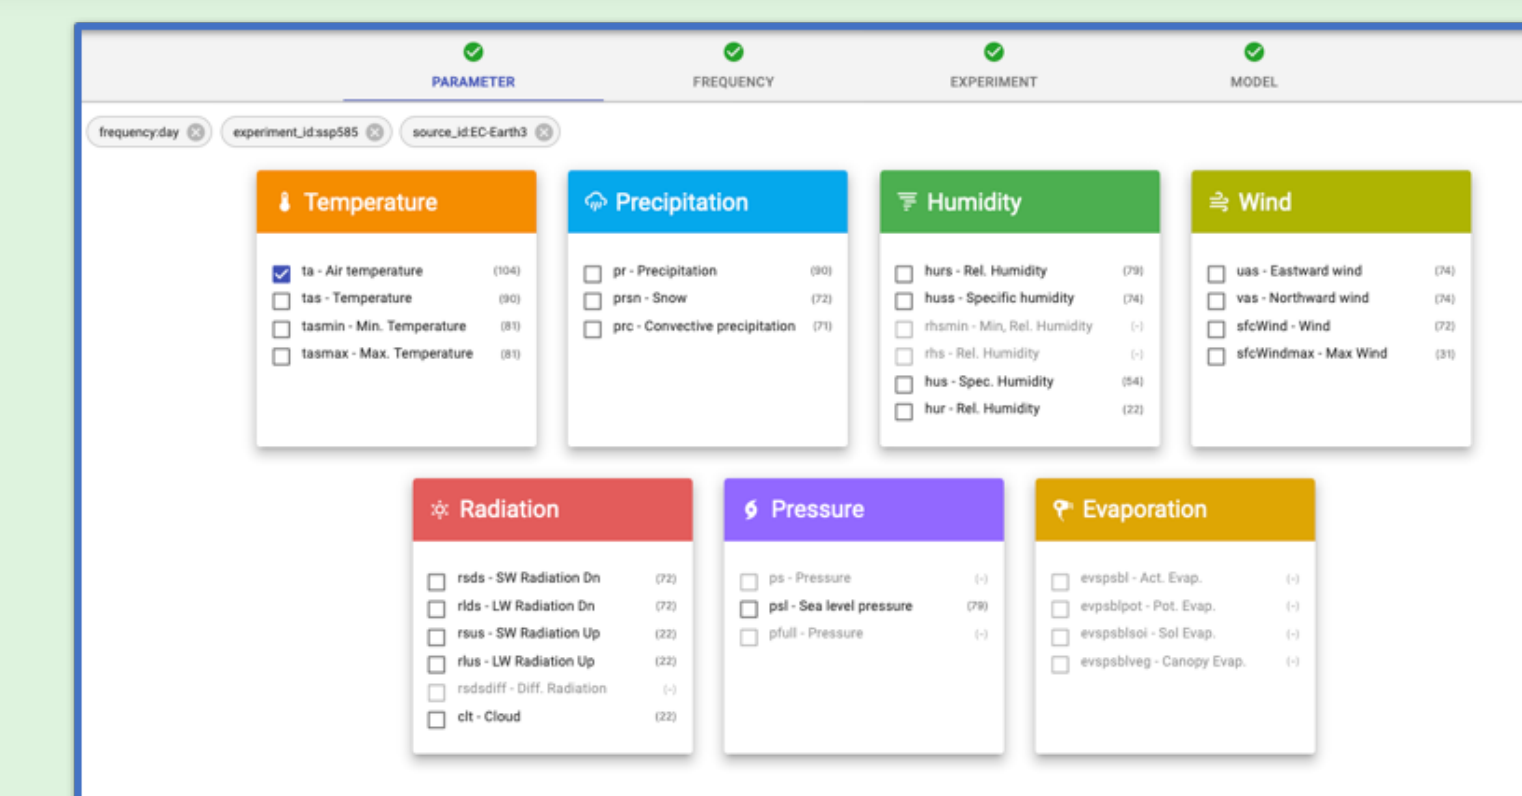 PARAMETER FREQUENCY EXPERIMENT MODEL
frequency:day experiment_id:ssp585 source_id:EC-Earth3
Temperature
ta - Air temperature (104)
tas - Temperature (90)
tasmin - Min. Temperature (81)
tasmax - Max. Temperature (81)
Precipitation
pr - Precipitation (90)
prsn - Snow (72)
prc - Convective precipitation (71)
Humidity
hurs - Rel. Humidity (79)
huss - Specific humidity (74)
rhsmin - Min, Rel. Humidity (-)
rhs - Rel. Humidity (-)
hus - Spec. Humidity (54)
hur - Rel. Humidity (22)
Wind
uas - Eastward wind (74)
vas - Northward wind (74)
sfcWind - Wind (72)
sfcWindmax - Max Wind (31)
Radiation
rsds - SW Radiation Dn (72)
rlds - LW Radiation Dn (72)
rsus - SW Radiation Up (22)
rlus - LW Radiation Up (22)
rsdsdiff - Diff. Radiation (-)
clt - Cloud (22)
Pressure
ps - Pressure (-)
psl - Sea level pressure (79)
pfull - Pressure (-)
Evaporation
evspsbl - Act. Evap. (-)
evpsblpot - Pot. Evap. (-)
evspsblsoi - Sol Evap. (-)
evspsblveg - Canopy Evap. (-)